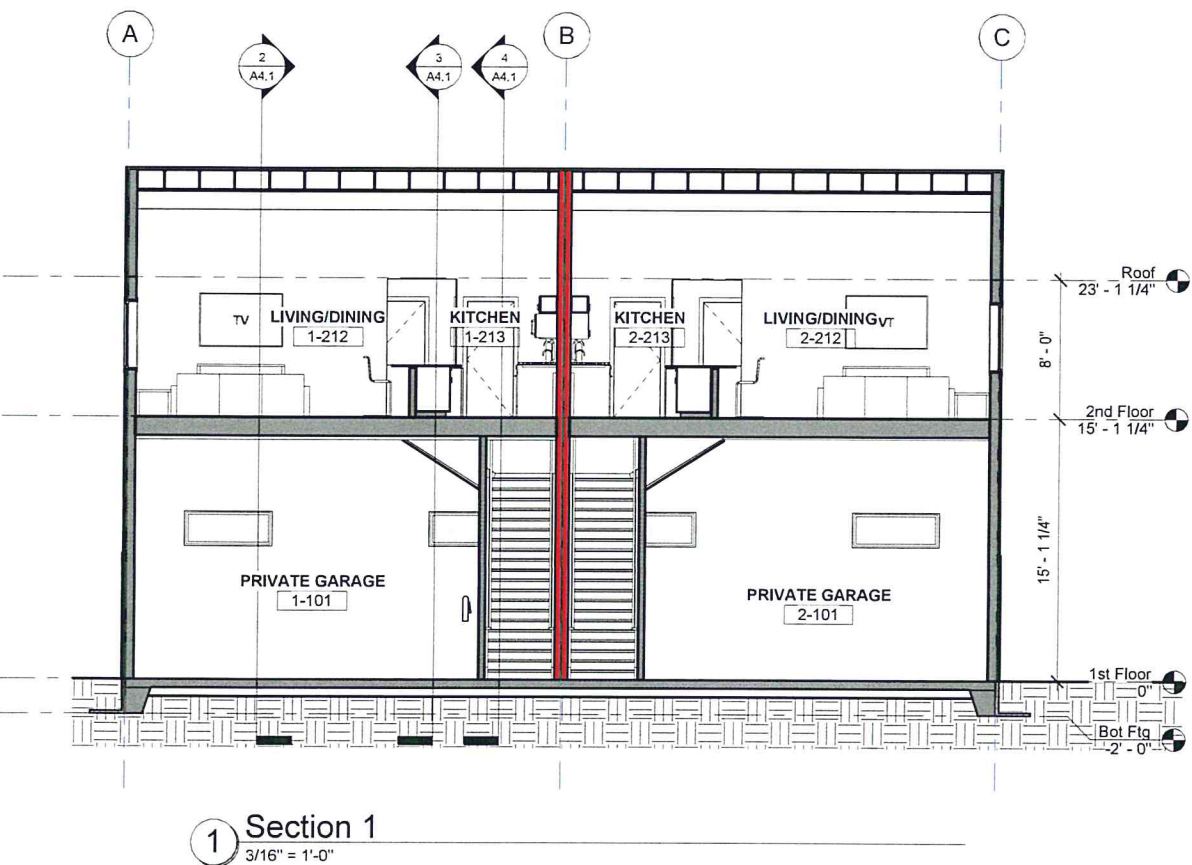 A
B
C
2
A4.1
3
A4.1
4
A4.1
Roof
23' - 1 1/4"
TV
LIVING/DINING
1-212
KITCHEN
1-213
KITCHEN
2-213
LIVING/DINING
2-212
VT
8' - 0"
2nd Floor
15' - 1 1/4"
15' - 1 1/4"
PRIVATE GARAGE
1-101
PRIVATE GARAGE
2-101
1st Floor
0"
Bot Ftg
-2' - 0"
1
Section 1
3/16" = 1'-0"